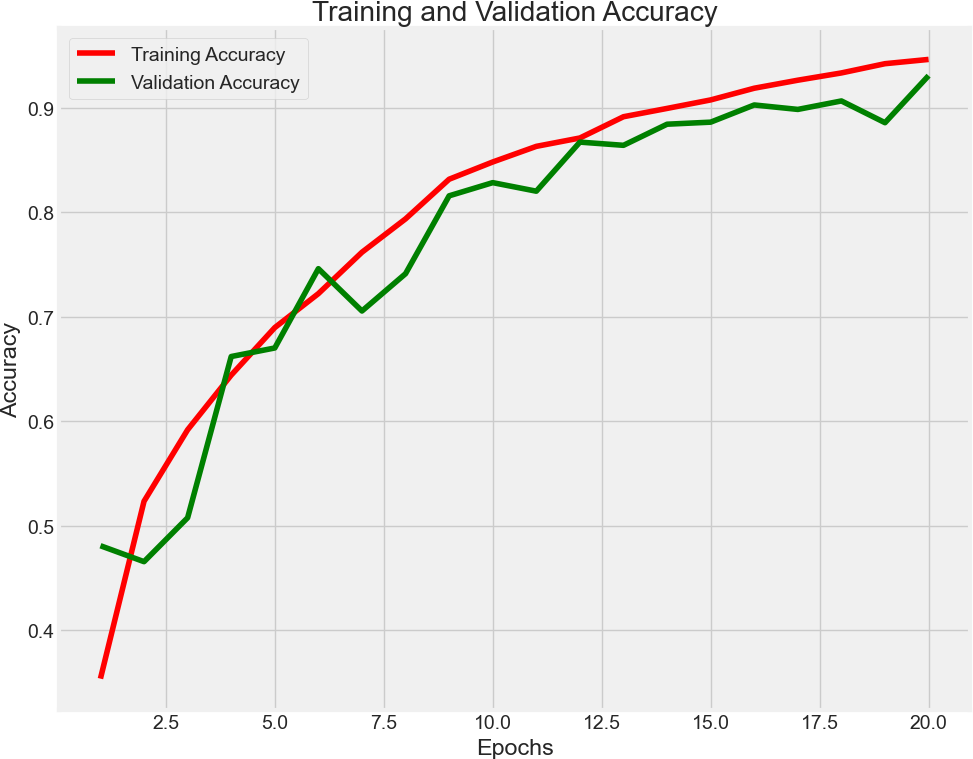 Training and Validation Accuracy
Training Accuracy
Validation Accuracy
0.9
0.8
0.7
0.6
0.5
0.4
Accuracy
2.5 5.0 7.5 10.0 12.5 15.0 17.5 20.0
Epochs